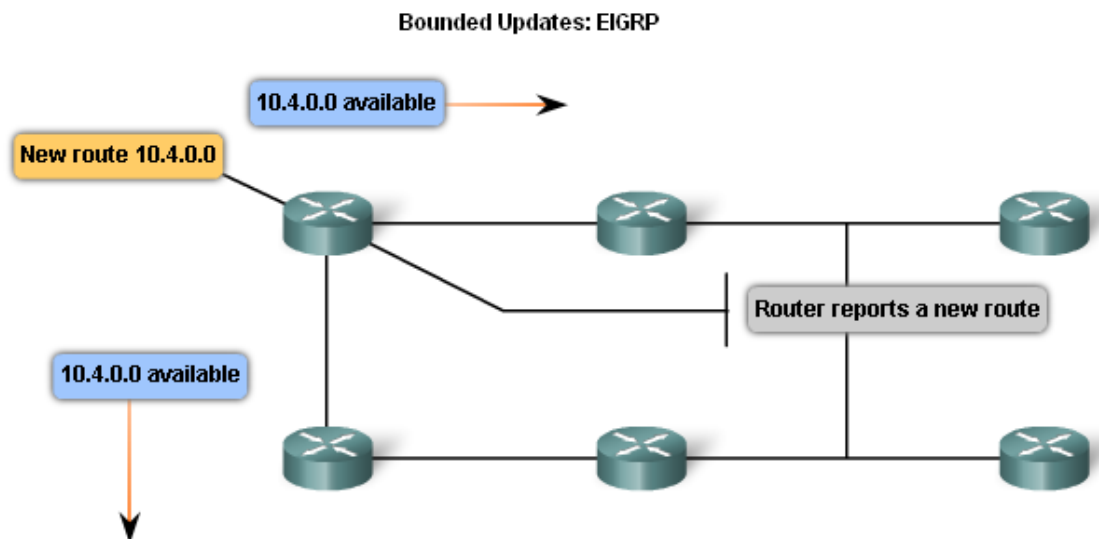 Bounded Updates: EIGRP
10.4.0.0 available
New route 10.4.0.0
Router reports a new route
10.4.0.0 available